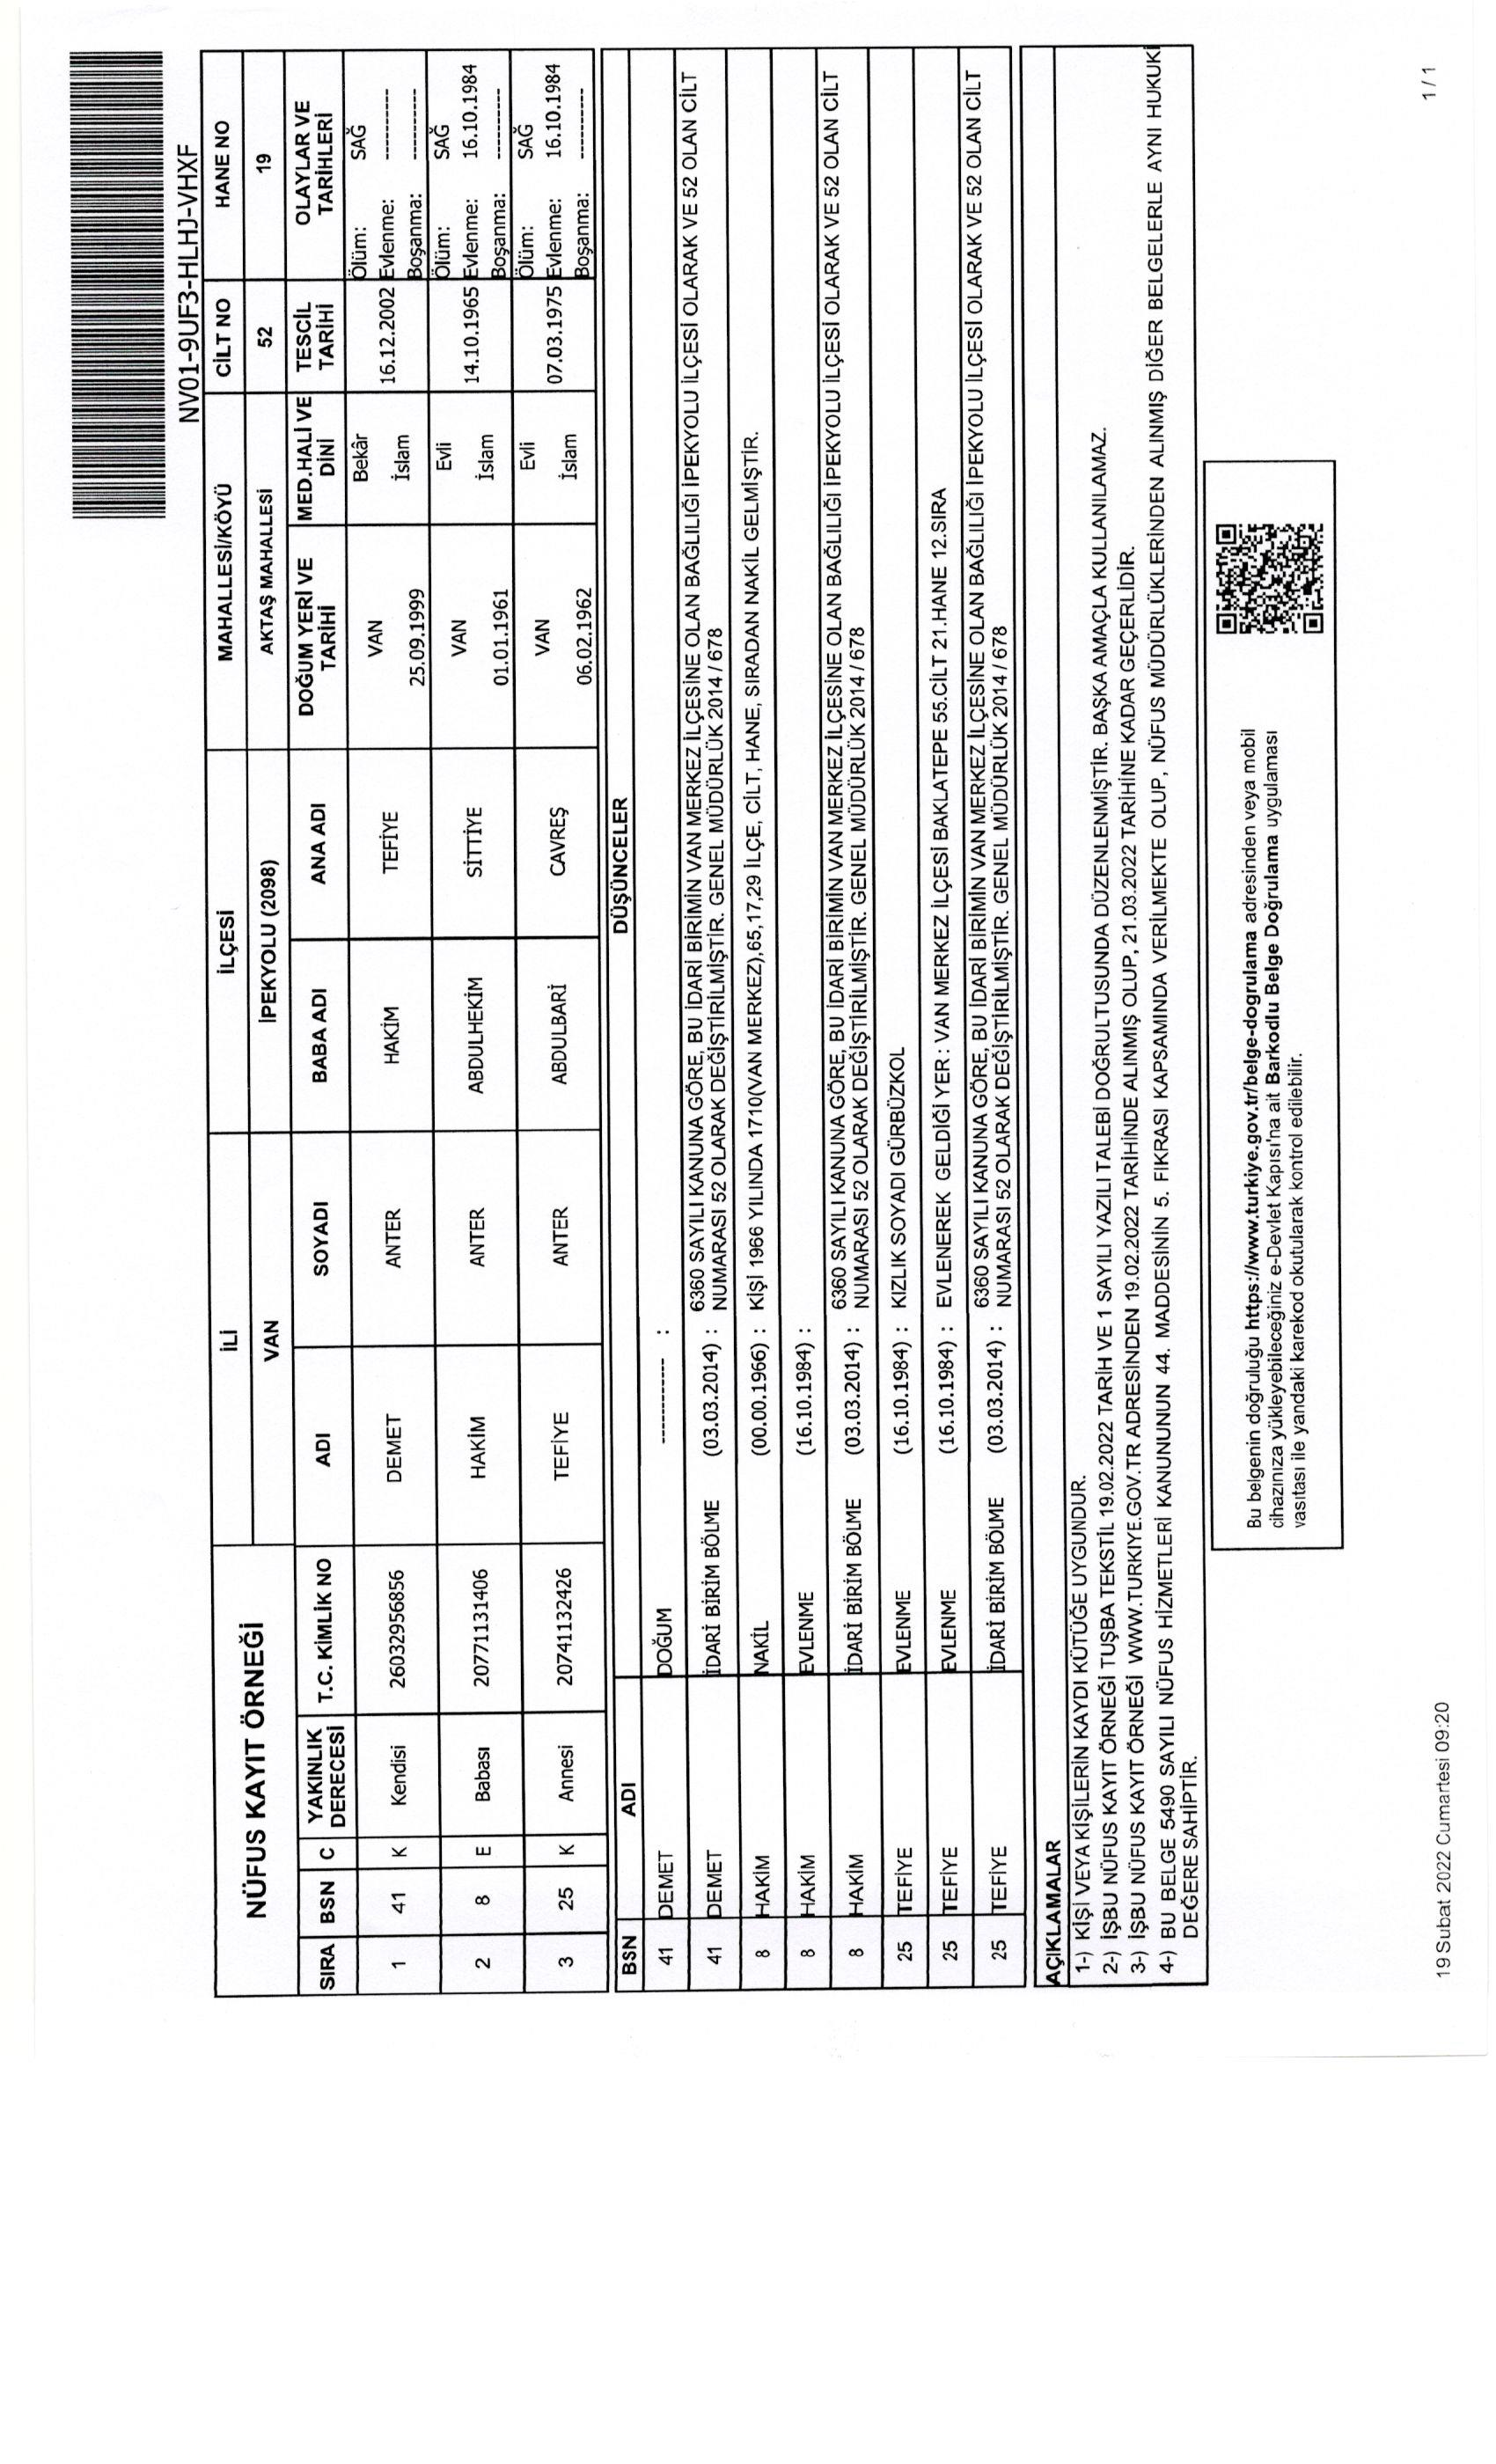 NV01-9UF3-HLHJ-VHXF
NÜFUS KAYIT ÖRNEĞİ
İLİ İLÇESİ MAHALLESİ/KÖYÜ CİLT NO HANE NO
VAN İPEKYOLU (2098) AKTAŞ MAHALLESİ 52 19
SIRA BSN C YAKINLIK DERECESİ T.C. KİMLİK NO ADI SOYADI BABA ADI ANA ADI DOĞUM YERİ VE TARİHİ MED.HALİ VE DİNİ TESCİL TARİHİ OLAYLAR VE TARİHLERİ
1 41 K Kendisi 26032956856 DEMET ANTER HAKİM TEFİYE VAN 25.09.1999 Bekâr İslam 16.12.2002 Ölüm: SAĞ Evlenme: ---------- Boşanma: ----------
2 8 E Babası 20771131406 HAKİM ANTER ABDULHEKİM SİTTİYE VAN 01.01.1961 Evli İslam 14.10.1965 Ölüm: SAĞ Evlenme: 16.10.1984 Boşanma: ----------
3 25 K Annesi 20741132426 TEFİYE ANTER ABDULBARİ CAVREŞ VAN 06.02.1962 Evli İslam 07.03.1975 Ölüm: SAĞ Evlenme: 16.10.1984 Boşanma: ----------
BSN ADI DÜŞÜNCELER
41 DEMET DOĞUM ---------- :
41 DEMET İDARİ BİRİM BÖLME (03.03.2014) : 6360 SAYILI KANUNA GÖRE, BU İDARİ BİRİMİN VAN MERKEZ İLÇESİNE OLAN BAĞLILIĞI İPEKYOLU İLÇESİ OLARAK VE 52 OLAN CİLT
NUMARASI 52 OLARAK DEĞİŞTİRİLMİŞTİR. GENEL MÜDÜRLÜK 2014 / 678
8 HAKİM NAKİL (00.00.1966) : KİŞİ 1966 YILINDA 1710(VAN MERKEZ),65,17,29 İLÇE, CİLT, HANE, SIRADAN NAKİL GELMİŞTİR.
8 HAKİM EVLENME (16.10.1984) :
8 HAKİM İDARİ BİRİM BÖLME (03.03.2014) : 6360 SAYILI KANUNA GÖRE, BU İDARİ BİRİMİN VAN MERKEZ İLÇESİNE OLAN BAĞLILIĞI İPEKYOLU İLÇESİ OLARAK VE 52 OLAN CİLT
NUMARASI 52 OLARAK DEĞİŞTİRİLMİŞTİR. GENEL MÜDÜRLÜK 2014 / 678
25 TEFİYE EVLENME (16.10.1984) : KIZLIK SOYADI GÜRBÜZKOL
25 TEFİYE EVLENME (16.10.1984) : EVLENEREK GELDİĞİ YER : VAN MERKEZ İLÇESİ BAKLATEPE 55.CİLT 21.HANE 12.SIRA
25 TEFİYE İDARİ BİRİM BÖLME (03.03.2014) : 6360 SAYILI KANUNA GÖRE, BU İDARİ BİRİMİN VAN MERKEZ İLÇESİNE OLAN BAĞLILIĞI İPEKYOLU İLÇESİ OLARAK VE 52 OLAN CİLT
NUMARASI 52 OLARAK DEĞİŞTİRİLMİŞTİR. GENEL MÜDÜRLÜK 2014 / 678
AÇIKLAMALAR
1-) KİŞİ VEYA KİŞİLERİN KAYDI KÜTÜĞE UYGUNDUR.
2-) İŞBU NÜFUS KAYIT ÖRNEĞİ TUŞBA TEKSTİL 19.02.2022 TARİH VE 1 SAYILI YAZILI TALEBİ DOĞRULTUSUNDA DÜZENLENMİŞTİR. BAŞKA AMAÇLA KULLANILAMAZ.
3-) İŞBU NÜFUS KAYIT ÖRNEĞİ WWW.TURKIYE.GOV.TR ADRESİNDEN 19.02.2022 TARİHİNDE ALINMIŞ OLUP, 21.03.2022 TARİHİNE KADAR GEÇERLİDİR.
4-) BU BELGE 5490 SAYILI NÜFUS HİZMETLERİ KANUNUNUN 44. MADDESİNİN 5. FIKRASI KAPSAMINDA VERİLMEKTE OLUP, NÜFUS MÜDÜRLÜKLERİNDEN ALINMIŞ DİĞER BELGELERLE AYNI HUKUKİ
DEĞERE SAHİPTİR.
Bu belgenin doğruluğu https://www.turkiye.gov.tr/belge-dogrulama adresinden veya mobil
cihazınıza yükleyebileceğiniz e-Devlet Kapısı'na ait Barkodlu Belge Doğrulama uygulaması
vasıtası ile yandaki karekod okutularak kontrol edilebilir.
19 Subat 2022 Cumartesi 09:20 1 / 1